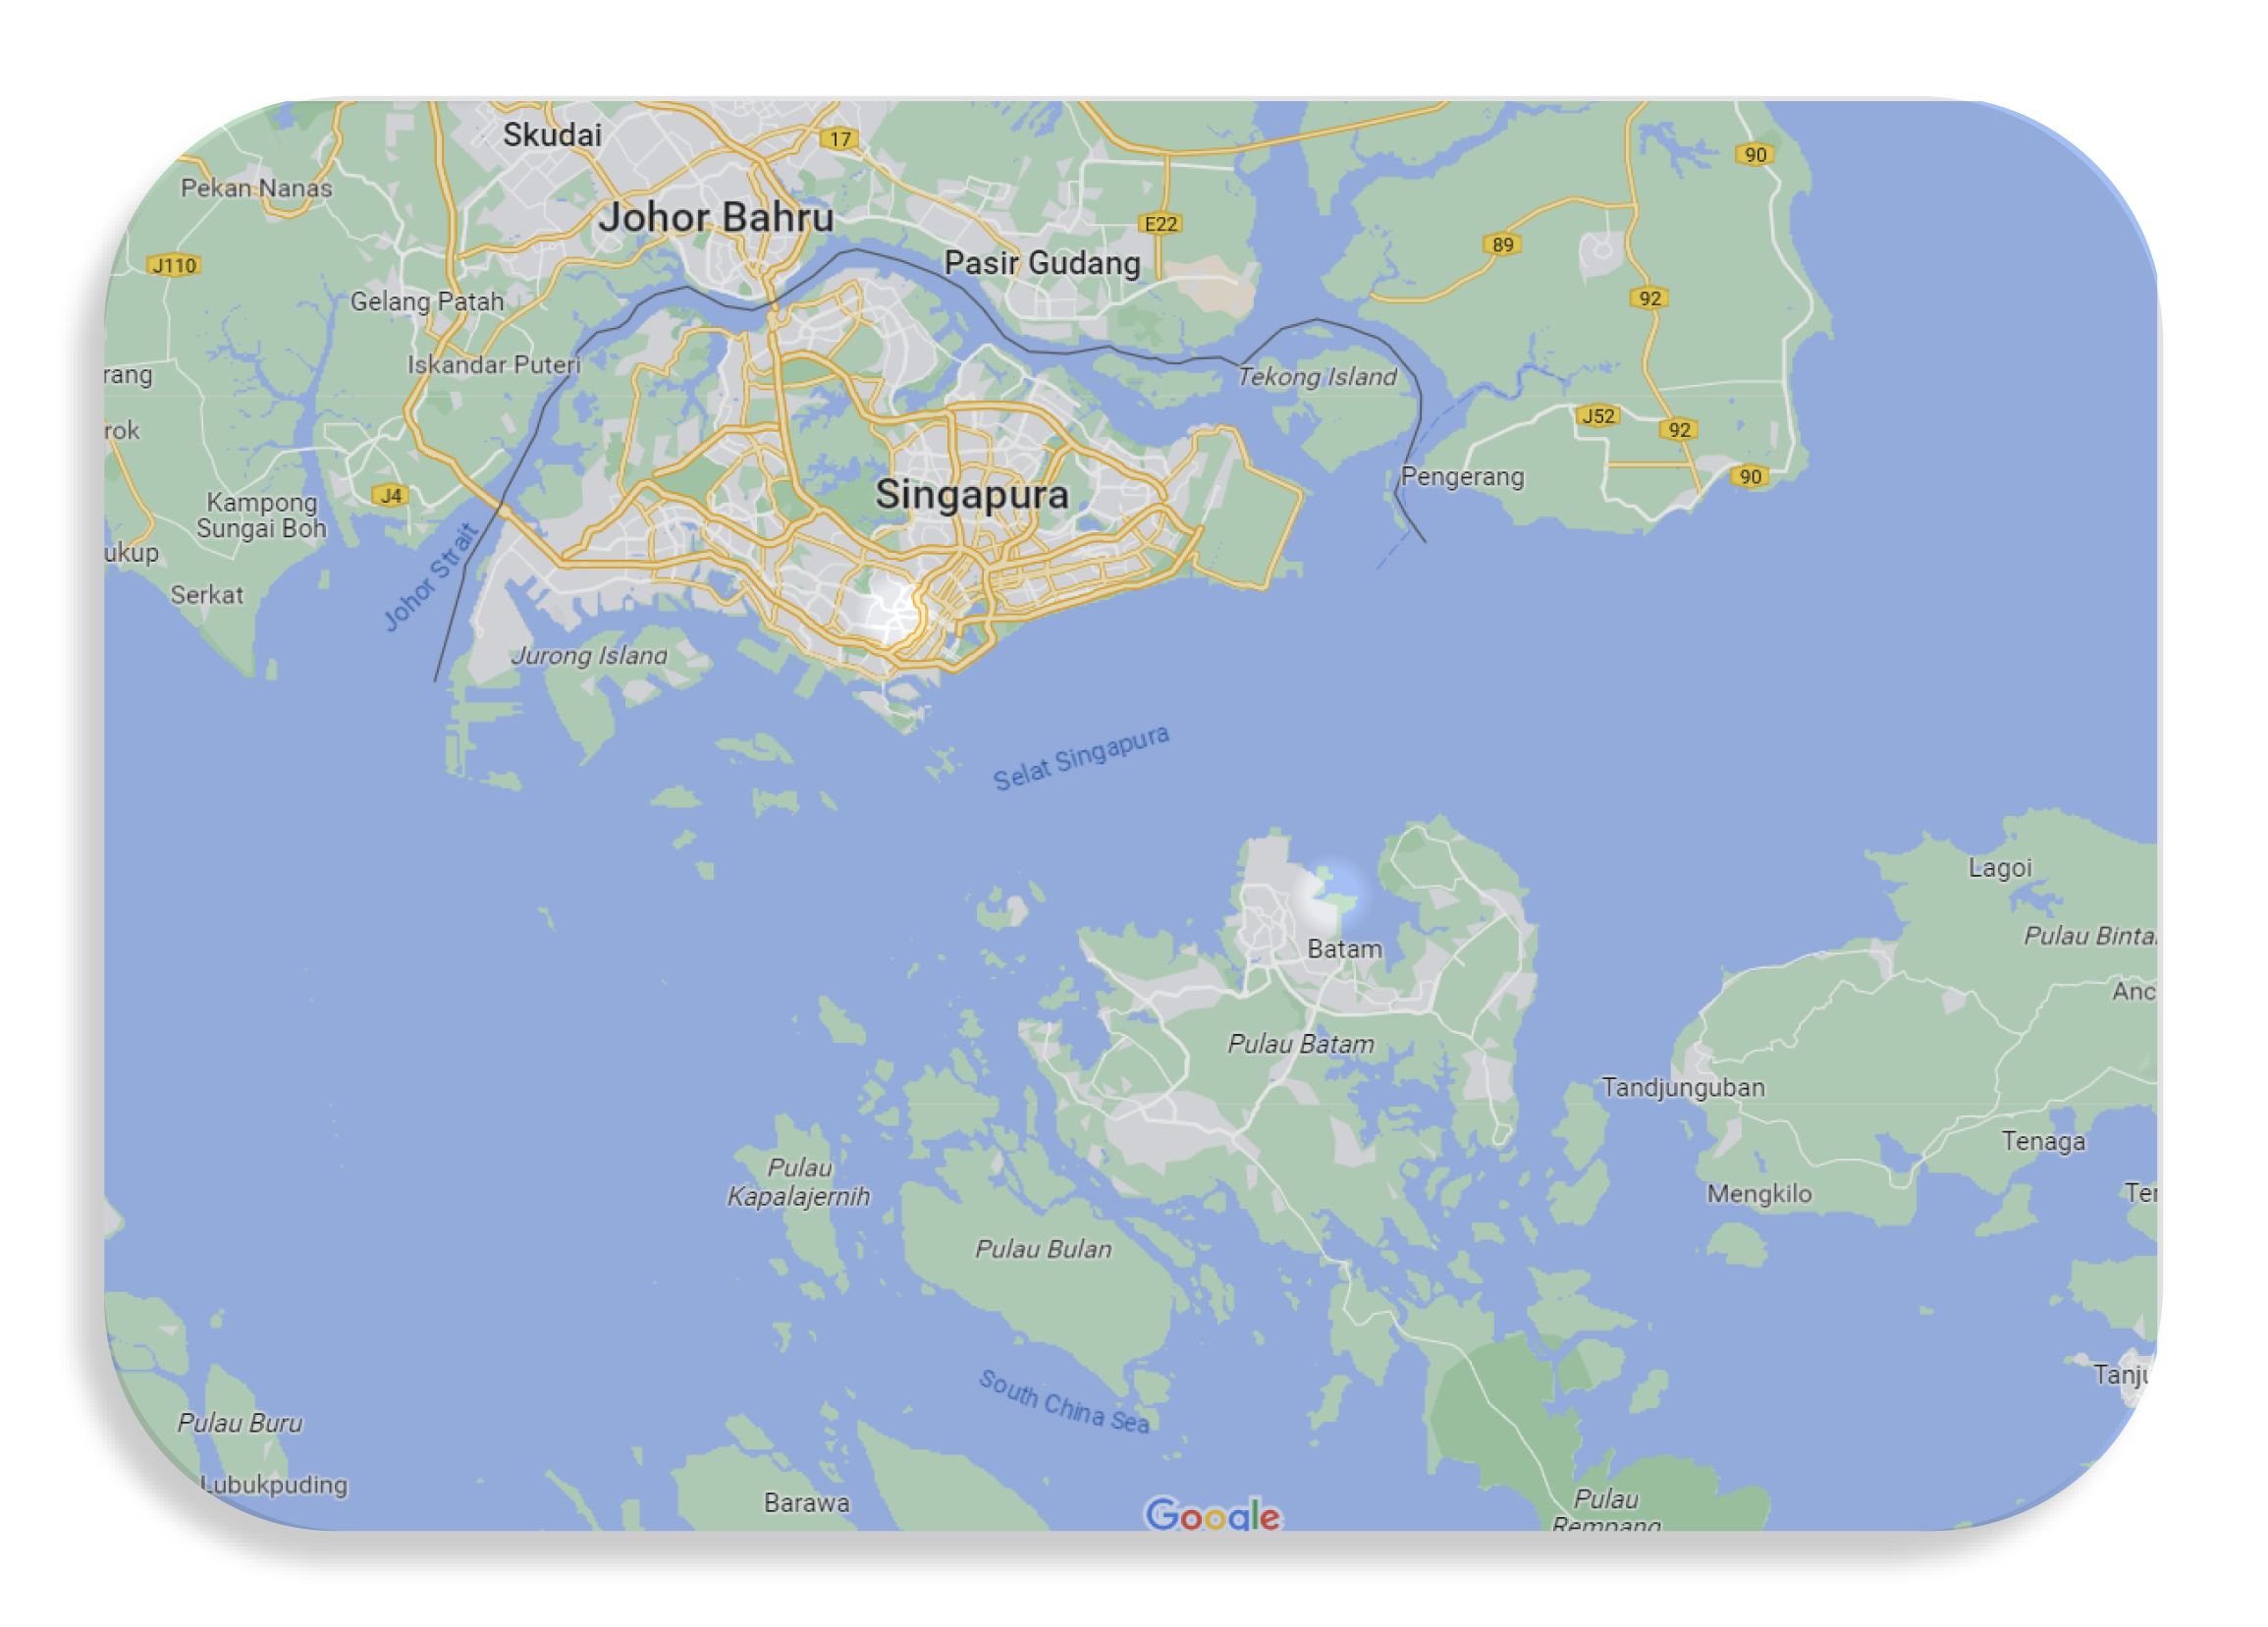 Skudai
17
90
Pekan Nanas
Johor Bahru
E22
89
J110
Pasir Gudang
Gelang Patah
92
Iskandar Puteri
rang
Tekong Island
J52
rok
92
Pengerang
90
Singapura
J4
Kampong
Sungai Boh
ukup
Johor Strait
Serkat
Jurong Island
Selat Singapura
Lagoi
Pulau Binta
Batam
Anc
Pulau Batam
Tandjunguban
Tenaga
Pulau
Kapalajernih
Mengkilo
Ter
Pulau Bulan
Tanju
South China Sea
Pulau Buru
Lubukpuding
Barawa
Google
Pulau
Rempang